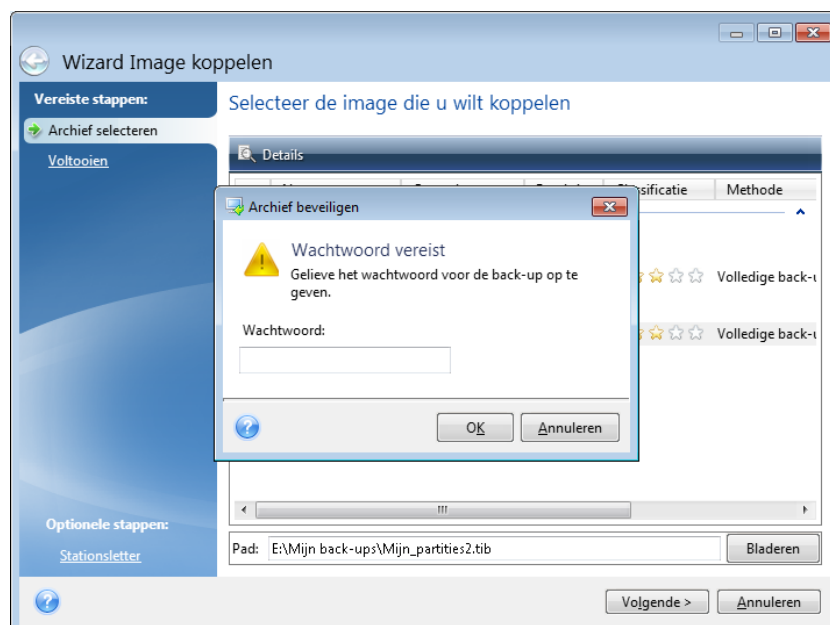 Wizard Image koppelen
Vereiste stappen:
Archief selecteren
Voltooien
Optionele stappen:
Stationsletter
Selecteer de image die u wilt koppelen
Details
Methode
Volledige back-
Volledige back-
Archief beveiligen
Wachtwoord vereist
Gelieve het wachtwoord voor de back-up op te
geven.
Wachtwoord:
OK
Annuleren
Pad: E:\Mijn back-ups\Mijn_partities2.tib
Bladeren
Volgende >
Annuleren